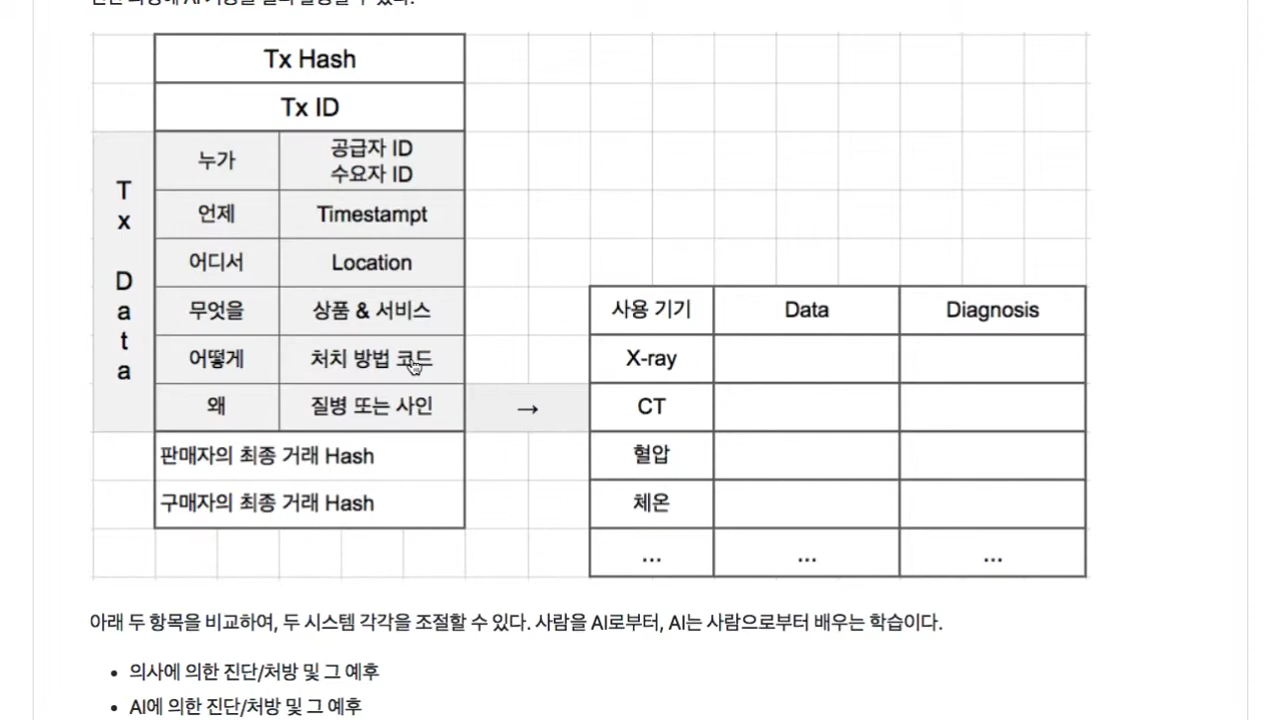 Tx Hash
Tx ID
Tx Data
누가
공급자 ID
수요자 ID
언제
Timestampt
어디서
Location
무엇을
상품 & 서비스
어떻게
처치 방법 코드
왜
질병 또는 사인
→
판매자의 최종 거래 Hash
구매자의 최종 거래 Hash
사용 기기 Data Diagnosis
X-ray
CT
혈압
체온
... ... ...
아래 두 항목을 비교하여, 두 시스템 각각을 조절할 수 있다. 사람을 AI로부터, AI는 사람으로부터 배우는 학습이다.
• 의사에 의한 진단/처방 및 그 예후
• AI에 의한 진단/처방 및 그 예후